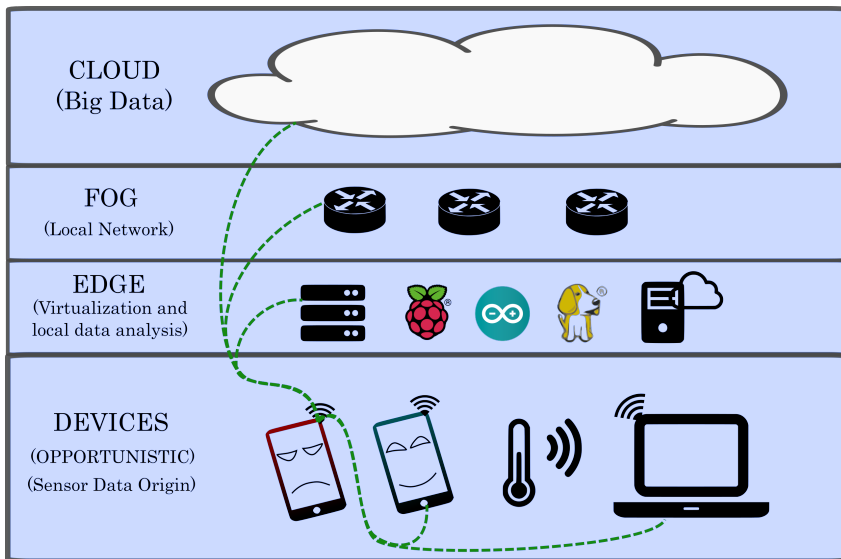 CLOUD
(Big Data)
FOG
(Local Network)
EDGE
(Virtualization and
local data analysis)
®
®
DEVICES
(OPPORTUNISTIC)
(Sensor Data Origin)